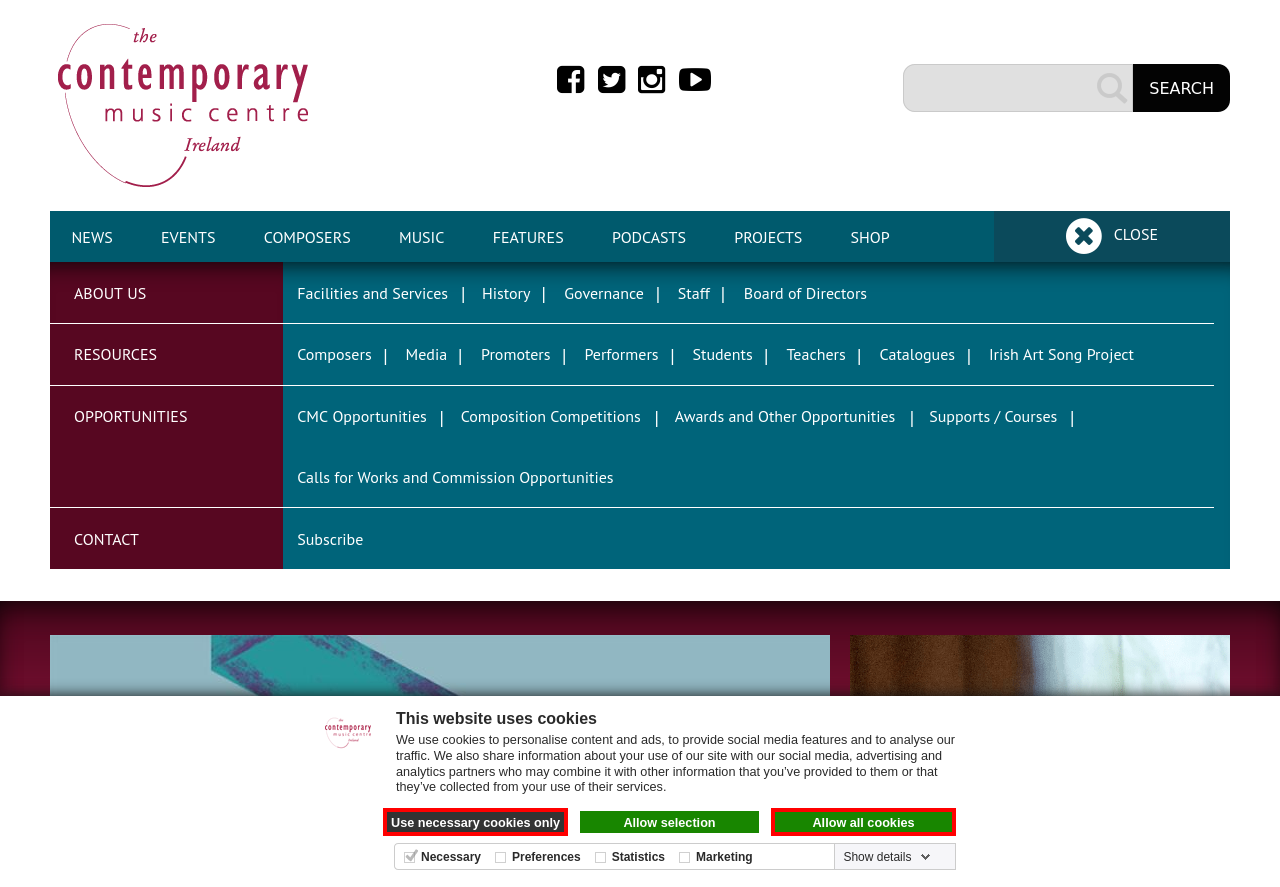 the
contemporary
music centre
Ireland
SEARCH
NEWS EVENTS COMPOSERS MUSIC FEATURES PODCASTS PROJECTS SHOP CLOSE
ABOUT US Facilities and Services | History | Governance | Staff | Board of Directors
RESOURCES Composers | Media | Promoters | Performers | Students | Teachers | Catalogues | Irish Art Song Project
OPPORTUNITIES CMC Opportunities | Composition Competitions | Awards and Other Opportunities | Supports / Courses |
Calls for Works and Commission Opportunities
CONTACT Subscribe
the
contemporary
music centre
Ireland
This website uses cookies
We use cookies to personalise content and ads, to provide social media features and to analyse our
traffic. We also share information about your use of our site with our social media, advertising and
analytics partners who may combine it with other information that you’ve provided to them or that
they’ve collected from your use of their services.
Use necessary cookies only Allow selection Allow all cookies
Necessary Preferences Statistics Marketing Show details